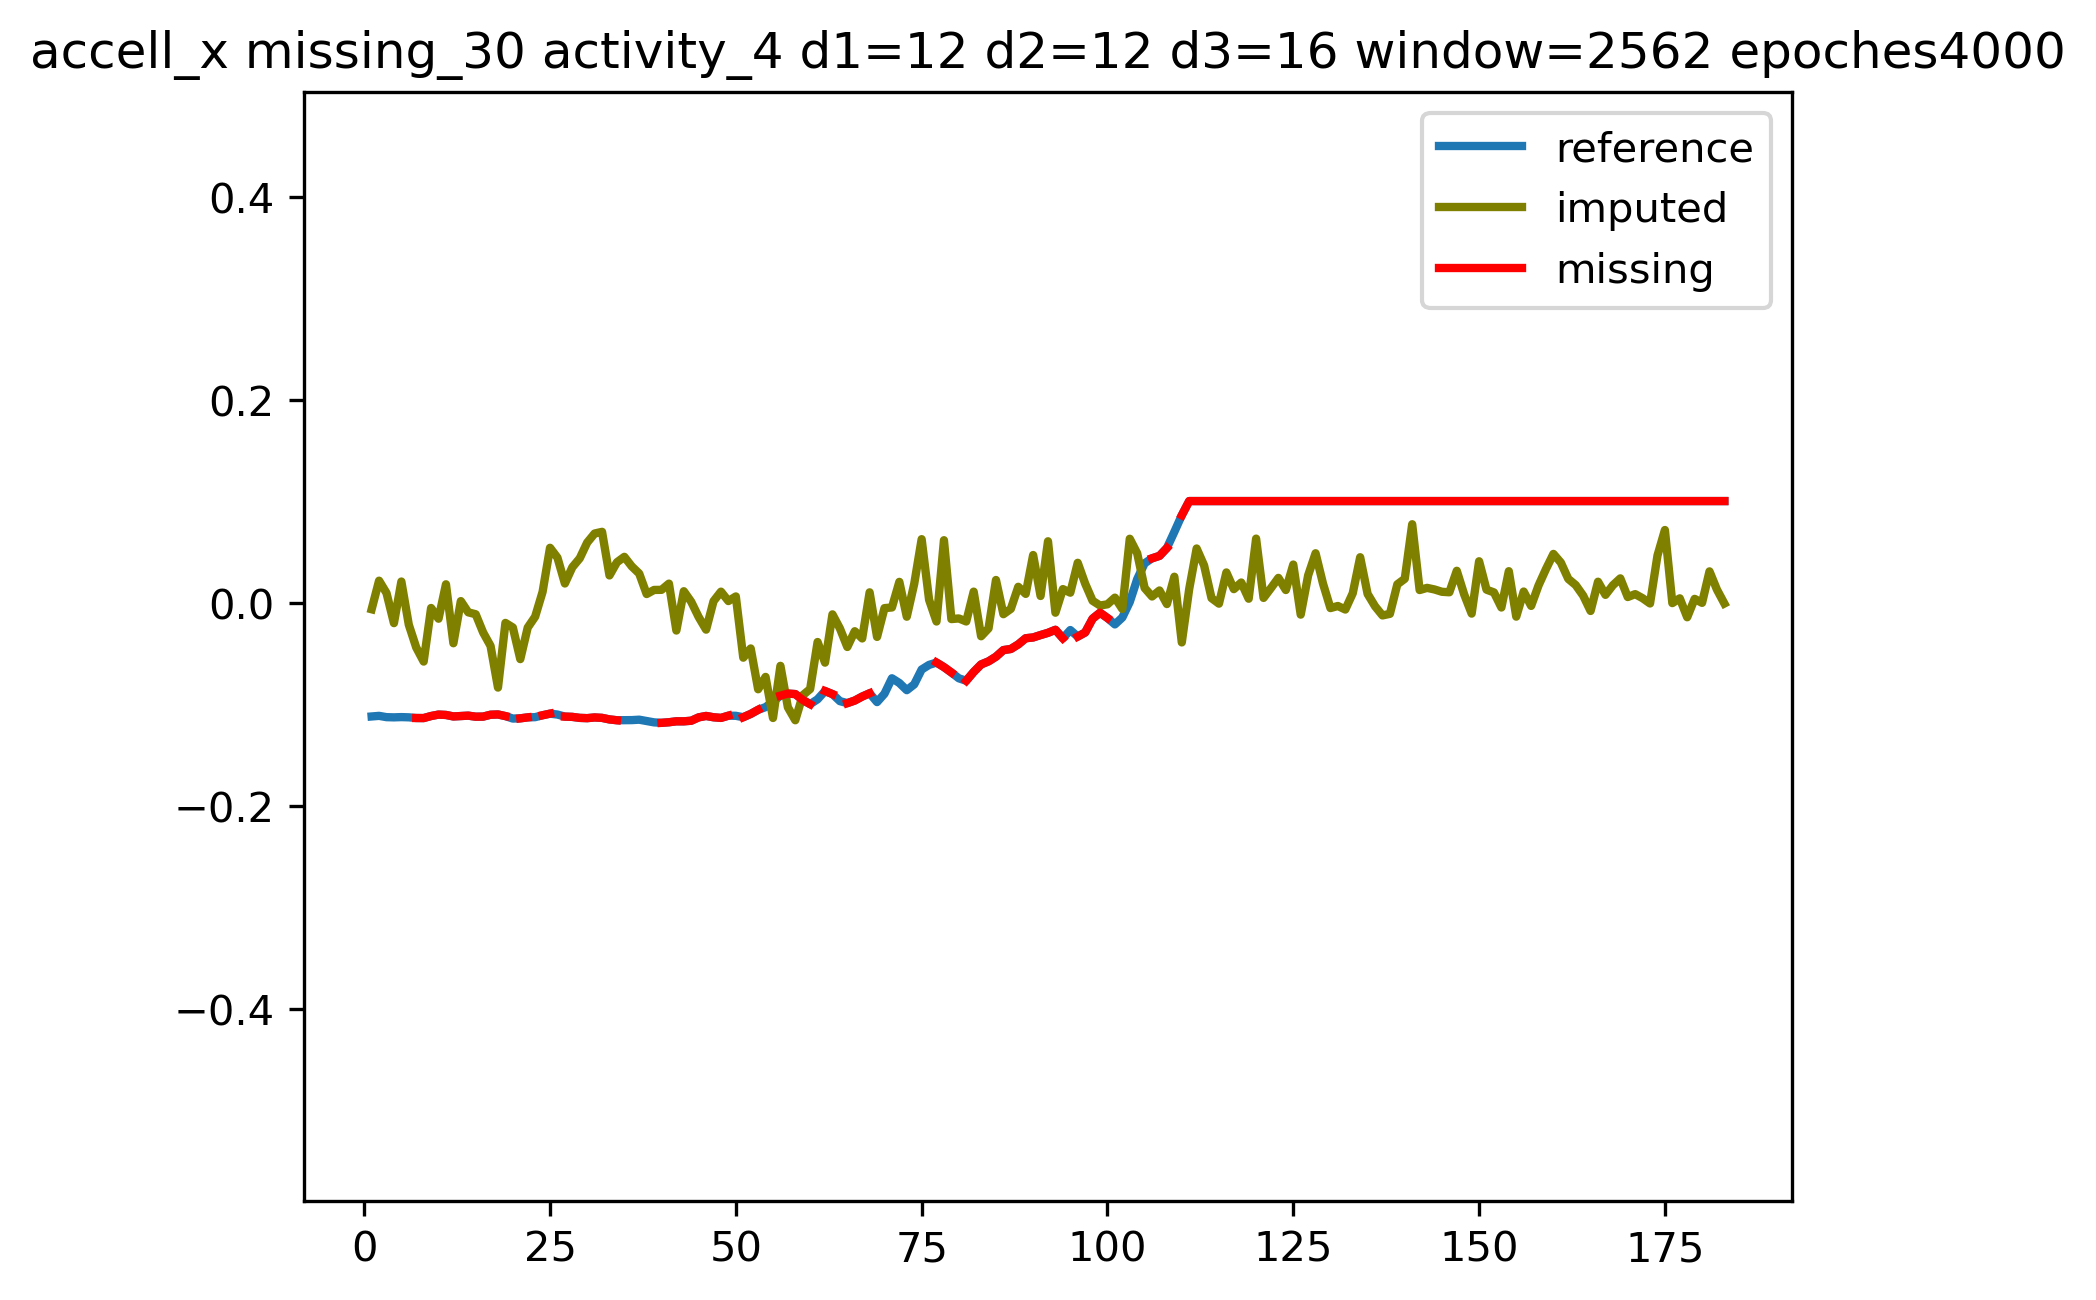 accell_x missing_30 activity_4 d1=12 d2=12 d3=16 window=2562 epoches4000
reference
imputed
missing
0.4
0.2
0.0
−0.2
−0.4
0 25 50 75 100 125 150 175